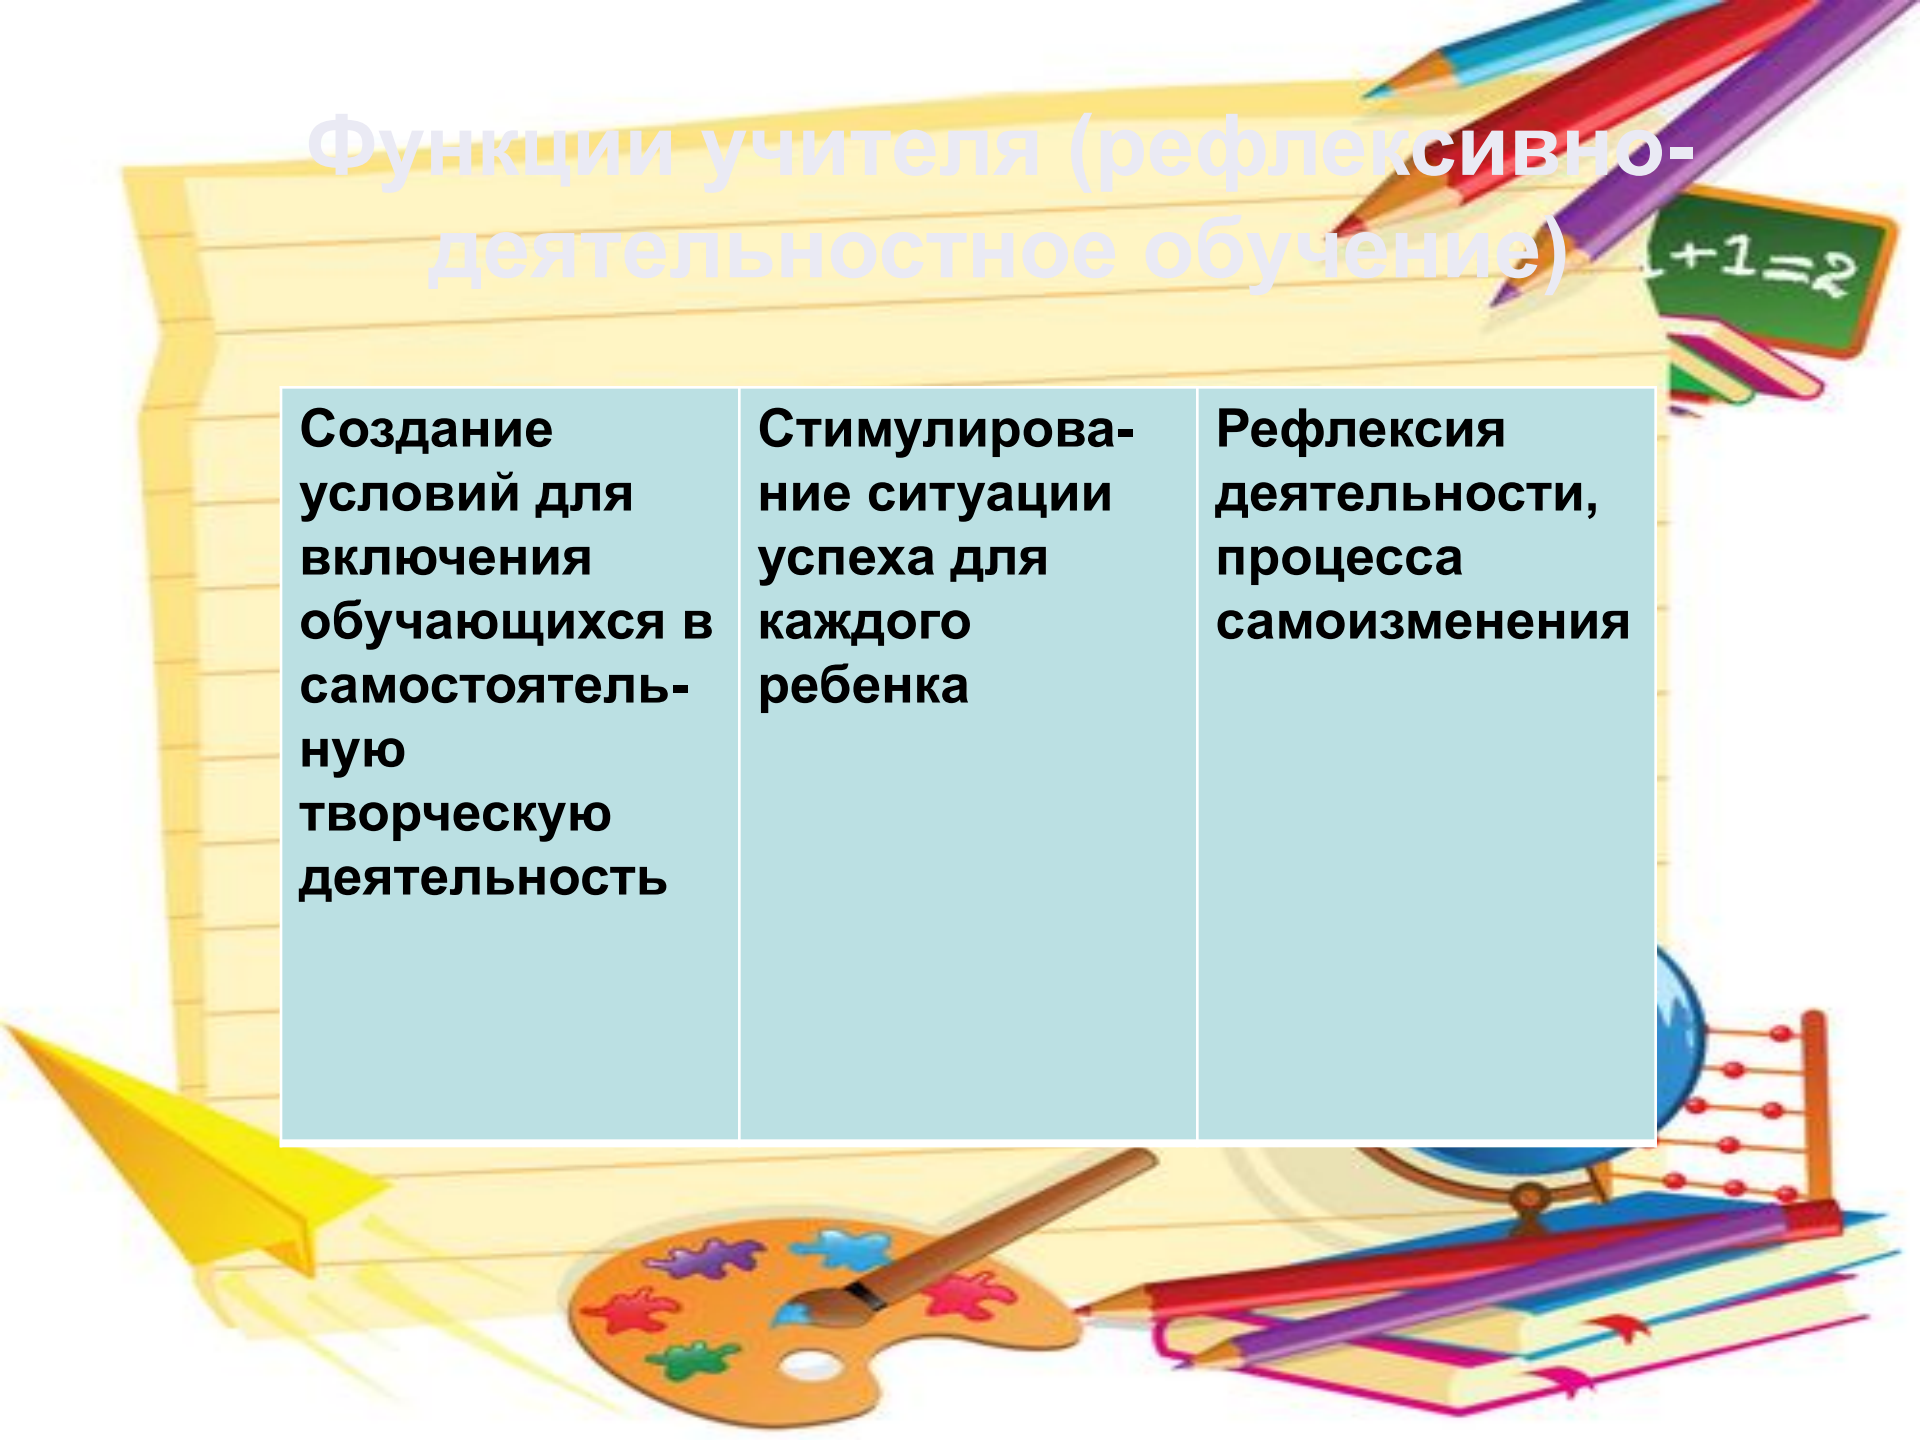 Функции учителя (рефлексивно-
деятельностное обучение)
1+1=2
Создание
условий для
включения
обучающихся в
самостоятель-
ную
творческую
деятельность
Стимулирова-
ние ситуации
успеха для
каждого
ребенка
Рефлексия
деятельности,
процесса
самоизменения